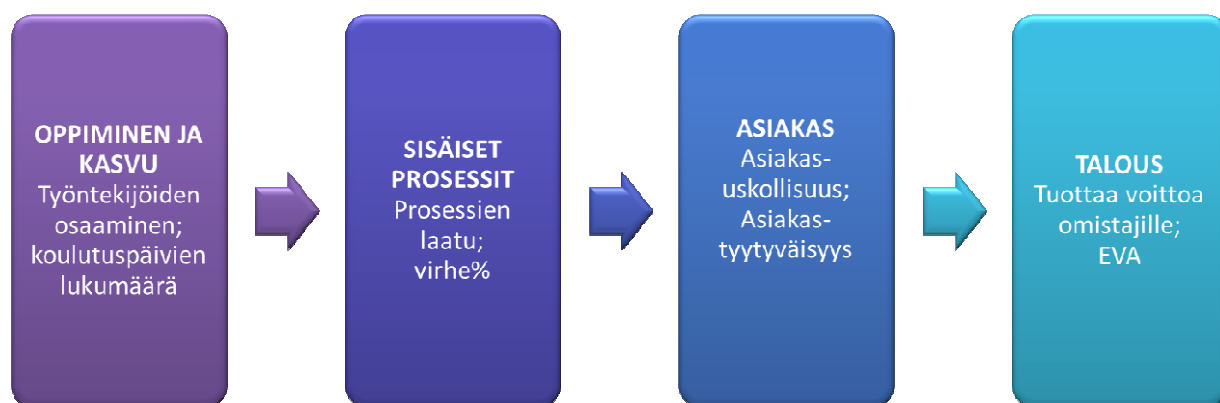 OPPIMINEN JA
KASVU
Työntekijöiden
osaaminen;
koulutuspäivien
lukumäärä
SISÄISET
PROSESSIT
Prosessien
laatu;
virhe%
ASIAKAS
Asiakas-
uskollisuus;
Asiakas-
tyytyväisyys
TALOUS
Tuottaa voittoa
omistajille;
EVA